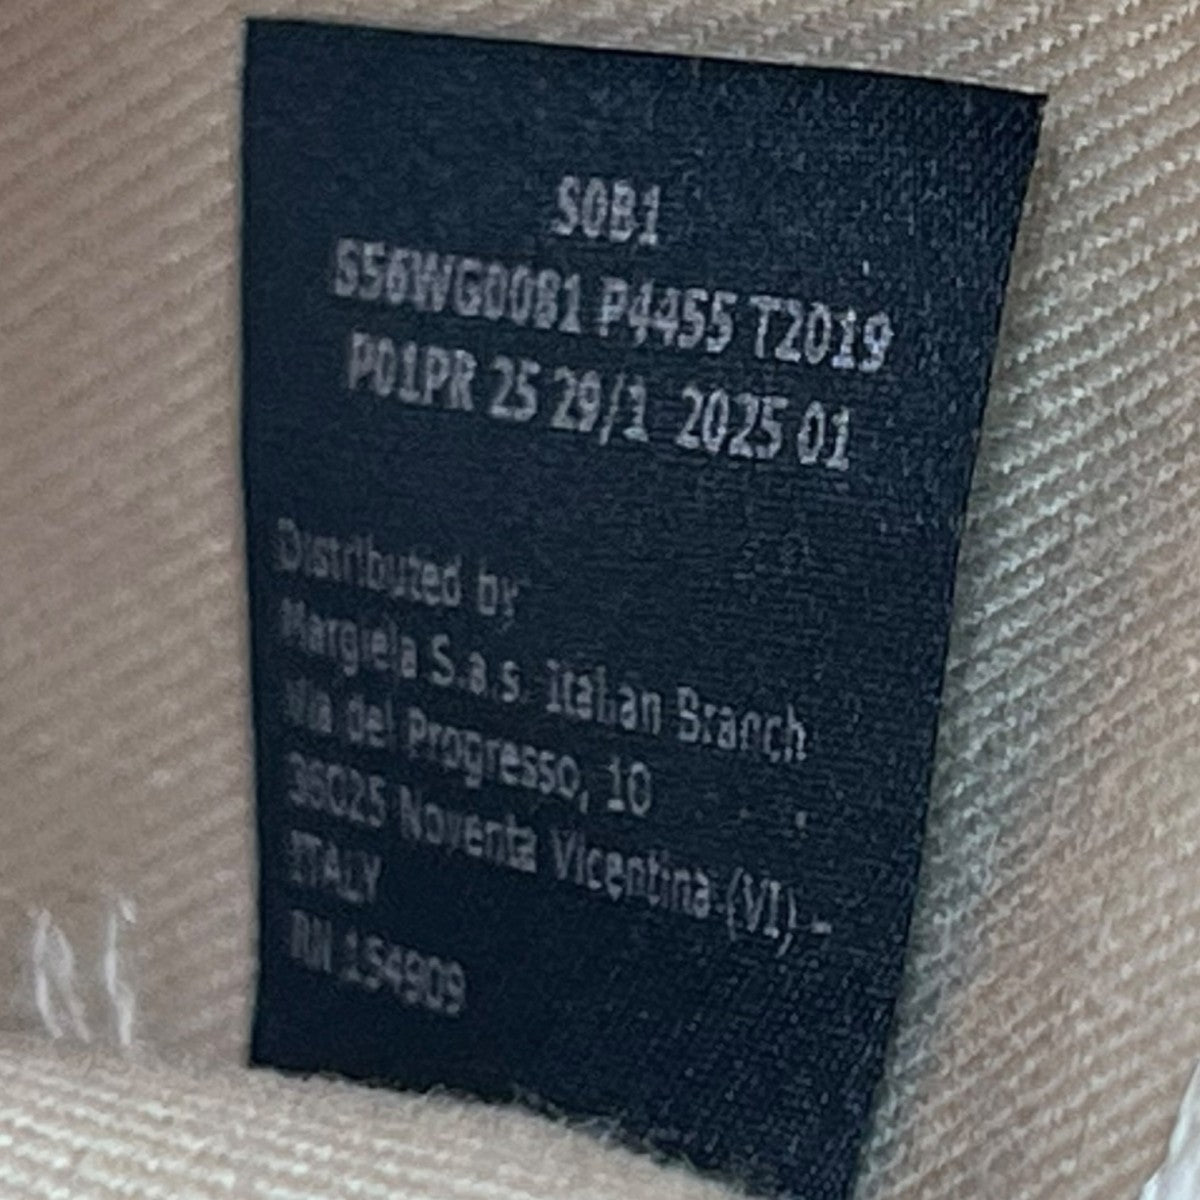 S0B1
S56WG0081 P4455 T2019
P01PR 25 29/1 2025 01
Distributed by
Margiela S.a.s. Italian Branch
Via del Progresso, 10
36025 Noventa Vicentina (VI) -
ITALY
RN 154909